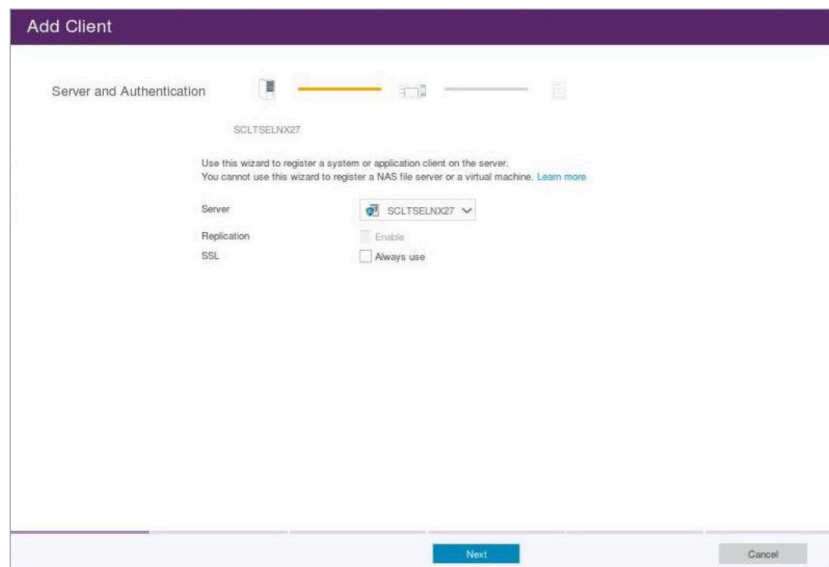 Add Client
Server and Authentication
SCLTSELNX27
Use this wizard to register a system or application client on the server.
You cannot use this wizard to register a NAS file server or a virtual machine. Learn more
Server SCLTSELNX27
Replication Enable
SSL Always use
Next Cancel